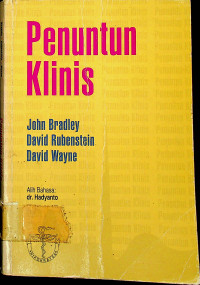 Penuntun
Klinis
John Bradley
David Rubenstein
David Wayne
Alih Bahasa:
dr. Hadyanto